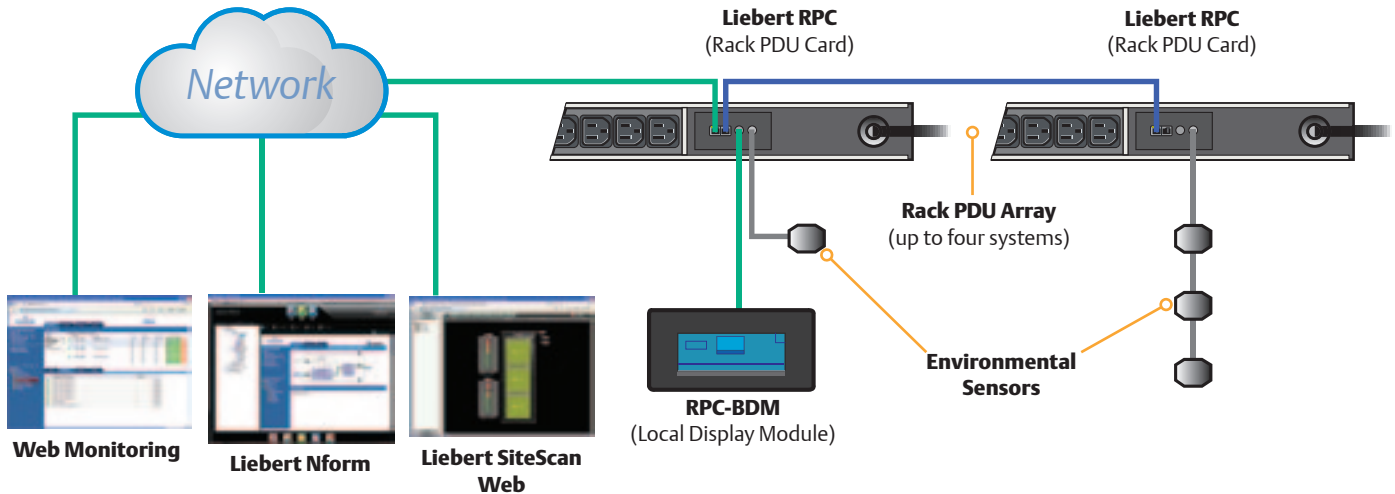 Liebert RPC
(Rack PDU Card)
Liebert RPC
(Rack PDU Card)
Network
Rack PDU Array
(up to four systems)
Environmental
Sensors
RPC-BDM
(Local Display Module)
Web Monitoring
Liebert Nform
Liebert SiteScan
Web